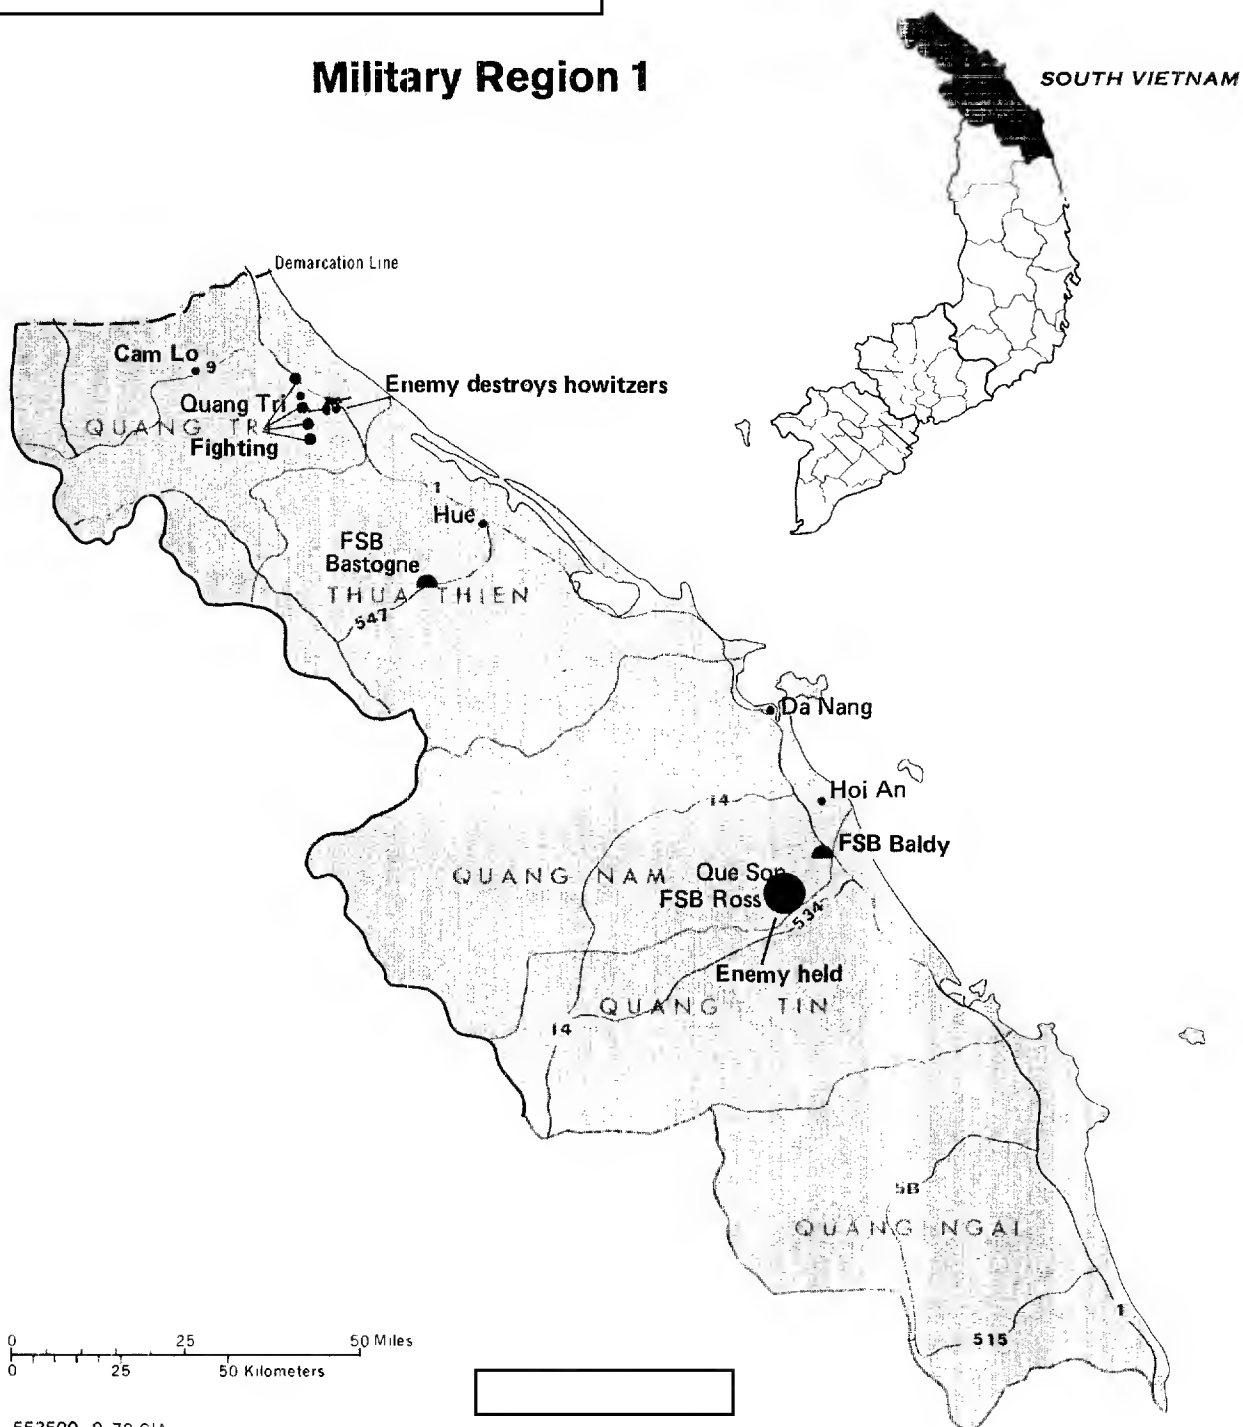 Military Region 1
SOUTH VIETNAM
Demarcation Line
Cam Lo
9
Enemy destroys howitzers
Quang Tri
QUANG TRI
Fighting
1
Hue
FSB
Bastogne
THUA THIEN
547
Da Nang
Hoi An
14
FSB Baldy
QUANG NAM
Que Son
FSB Ross
534
Enemy held
QUANG TIN
14
5B
QUANG NGAI
1
515
0 25 50 Miles
0 25 50 Kilometers